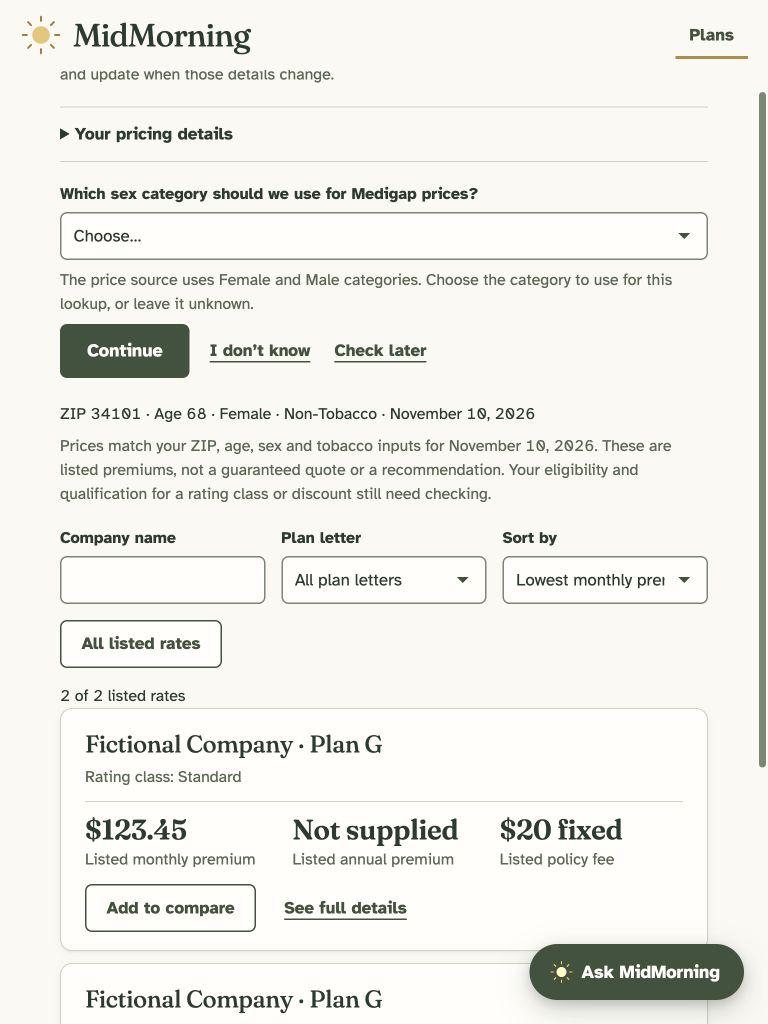 MidMorning
Plans
and update when those details change.
Your pricing details
Which sex category should we use for Medigap prices?
Choose...
The price source uses Female and Male categories. Choose the category to use for this
lookup, or leave it unknown.
Continue
I don’t know
Check later
ZIP 34101 · Age 68 · Female · Non-Tobacco · November 10, 2026
Prices match your ZIP, age, sex and tobacco inputs for November 10, 2026. These are
listed premiums, not a guaranteed quote or a recommendation. Your eligibility and
qualification for a rating class or discount still need checking.
Company name
Plan letter
Sort by
All plan letters
Lowest monthly prer
All listed rates
2 of 2 listed rates
Fictional Company · Plan G
Rating class: Standard
$123.45
Not supplied
$20 fixed
Listed monthly premium
Listed annual premium
Listed policy fee
Add to compare
See full details
Ask MidMorning
Fictional Company · Plan G